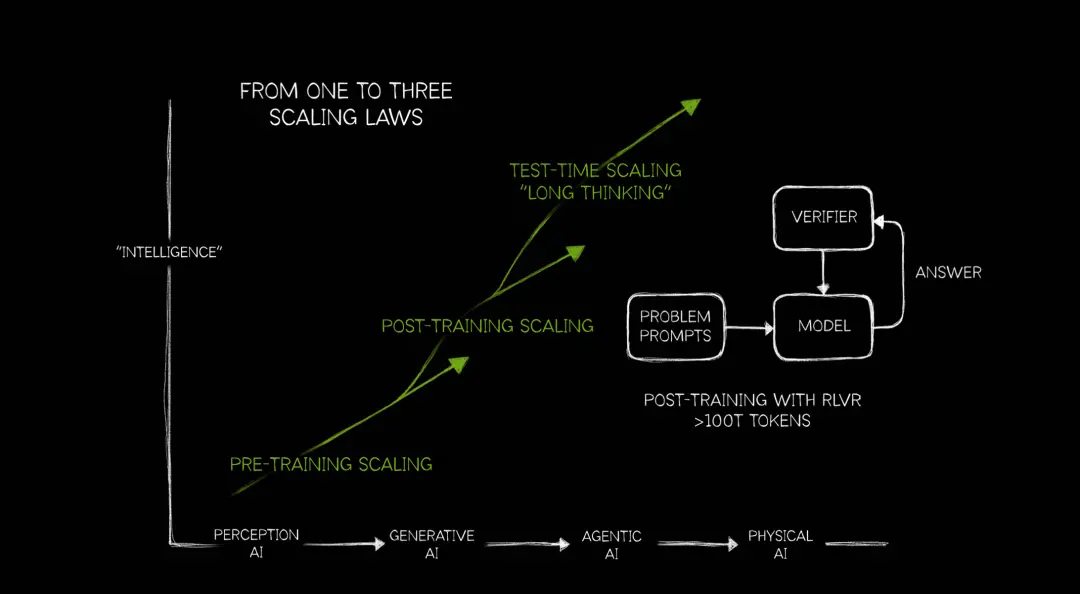 FROM ONE TO THREE
SCALING LAWS
TEST-TIME SCALING
"LONG THINKING"
"INTELLIGENCE"
POST-TRAINING SCALING
PRE-TRAINING SCALING
VERIFIER
ANSWER
PROBLEM
PROMPTS
MODEL
POST-TRAINING WITH RLVR
>100T TOKENS
PERCEPTION
AI
GENERATIVE
AI
AGENTIC
AI
PHYSICAL
AI